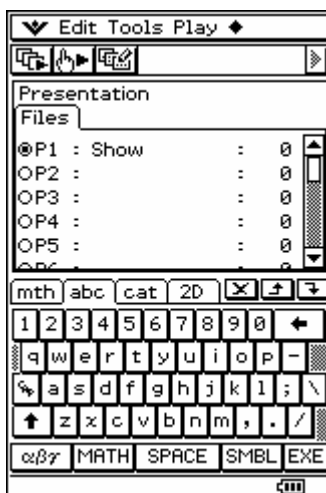 Edit Tools Play
Presentation
Files
P1 : Show : 0
P2 : : 0
P3 : : 0
P4 : : 0
P5 : : 0
mth abc cat 2D
1 2 3 4 5 6 7 8 9 0
q w e r t y u i o p -
a s d f g h j k l ; \
z x c v b n m , . /
αβγ MATH SPACE SMBL EXE